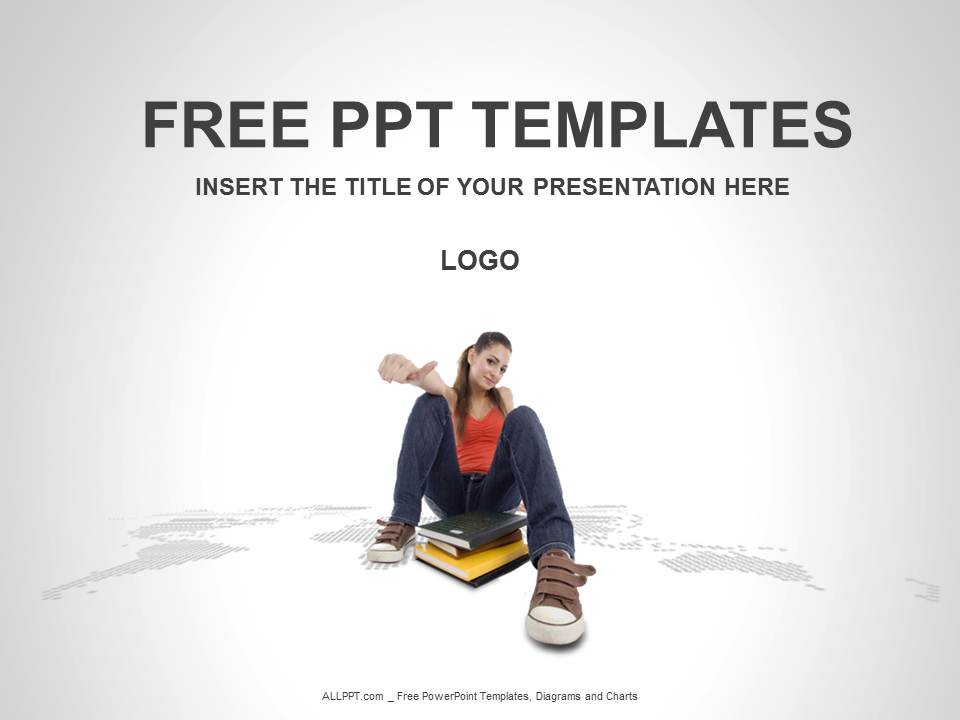 FREE PPT TEMPLATES
INSERT THE TITLE OF YOUR PRESENTATION HERE
LOGO
ALLPPT.com _ Free PowerPoint Templates, Diagrams and Charts